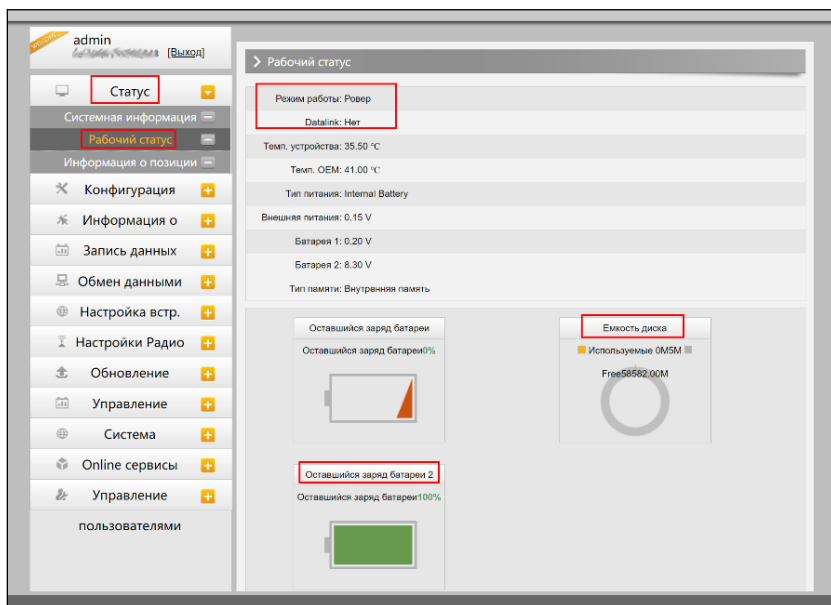 admin
[Выход]
Статус
Системная информация
Рабочий статус
Информация о позиции
Конфигурация
Информация о
Запись данных
Обмен данными
Настройка встр.
Настройки Радио
Обновление
Управление
Система
Online сервисы
Управление
пользователями
Рабочий статус
Режим работы: Ровер
Datalink: Нет
Темп. устройства: 35.50 °C
Темп. OEM: 41.00 °C
Тип питания: Internal Battery
Внешняя питания: 0.15 V
Батарея 1: 0.20 V
Батарея 2: 8.30 V
Тип памяти: Внутренняя память
Оставшийся заряд батареи
Оставшийся заряд батареи0%
Емкость диска
Используемые 0M5M
Free58582.00M
Оставшийся заряд батареи 2
Оставшийся заряд батареи100%